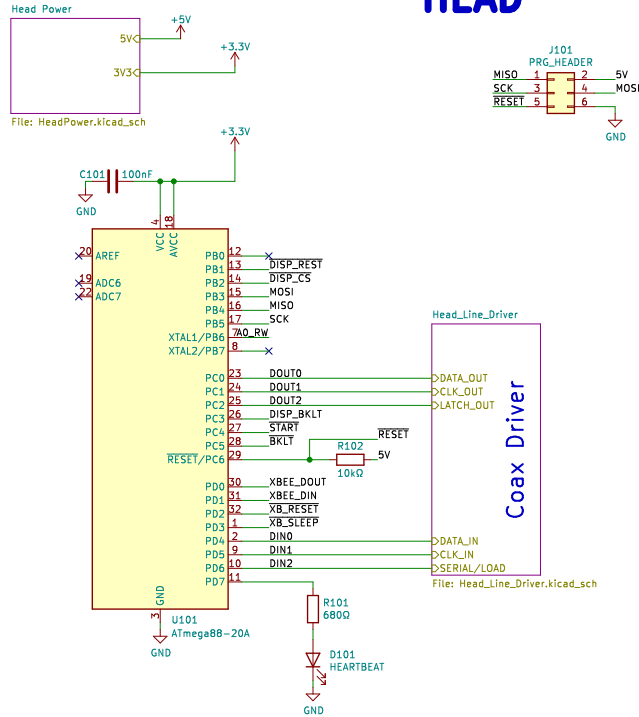 HEAD
Head Power
5V
+5V
3V3
+3.3V
File: HeadPower.kicad_sch
J101
PRG_HEADER
MISO 1 2 5V
SCK 3 4 MOSI
RESET 5 6
GND
+3.3V
C101 100nF
GND
4 18
VCC AVCC
20 AREF PB0 12
PB1 13 DISP_REST
19 ADC6 PB2 14 DISP_CS
22 ADC7 PB3 15 MOSI
PB4 16 MISO
PB5 17 SCK
XTAL1/PB6 7 A0_RW
XTAL2/PB7 8
PC0 23 DOUT0
PC1 24 DOUT1
PC2 25 DOUT2
PC3 26 DISP_BKLT
PC4 27 START
PC5 28 BKLT
RESET/PC6 29
RESET
R102
10kΩ
5V
PD0 30 XBEE_DOUT
PD1 31 XBEE_DIN
PD2 32 XB_RESET
PD3 1 XB_SLEEP
PD4 2 DIN0
PD5 9 DIN1
PD6 10 DIN2
PD7 11
GND
3
GND
U101
ATmega88-20A
R101
680Ω
D101
HEARTBEAT
GND
Head_Line_Driver
DATA_OUT
CLK_OUT
LATCH_OUT
Coax Driver
DATA_IN
CLK_IN
SERIAL/LOAD
File: Head_Line_Driver.kicad_sch